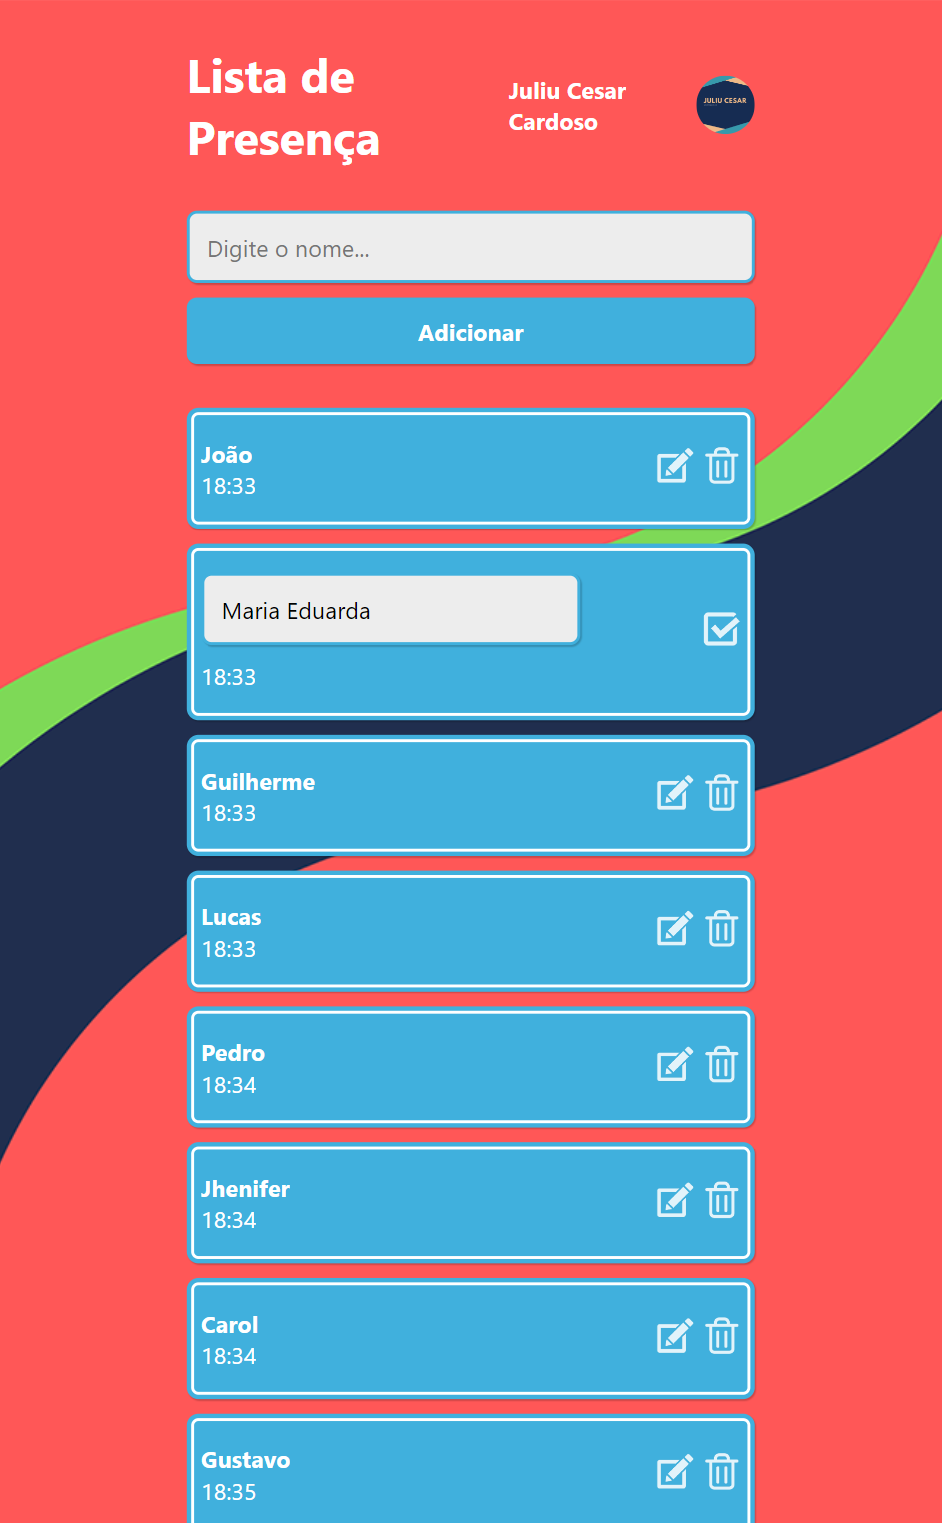 Lista de
Presença
Juliu Cesar
Cardoso
JULIU CESAR
Digite o nome...
Adicionar
João
18:33
Maria Eduarda
18:33
Guilherme
18:33
Lucas
18:33
Pedro
18:34
Jhenifer
18:34
Carol
18:34
Gustavo
18:35